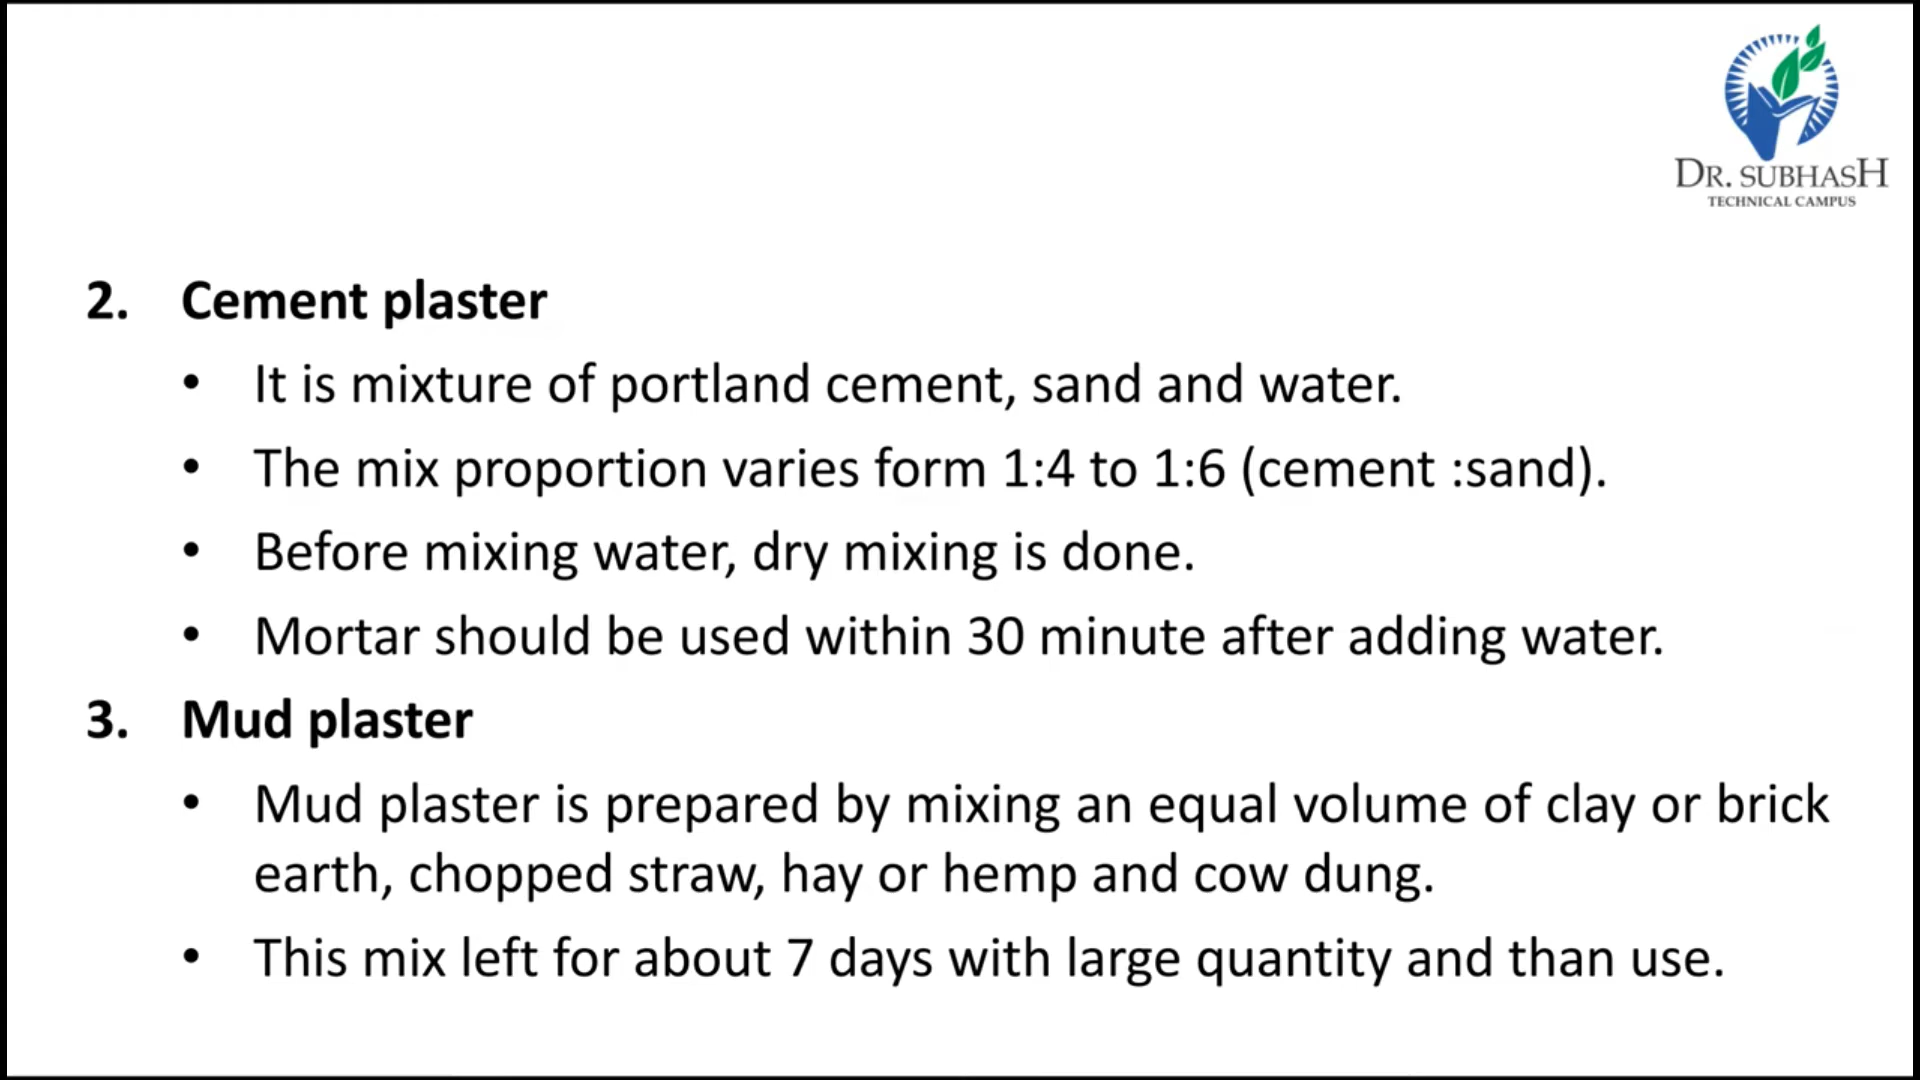 DR. SUBHASH
TECHNICAL CAMPUS
2. Cement plaster
• It is mixture of portland cement, sand and water.
• The mix proportion varies form 1:4 to 1:6 (cement :sand).
• Before mixing water, dry mixing is done.
• Mortar should be used within 30 minute after adding water.
3. Mud plaster
• Mud plaster is prepared by mixing an equal volume of clay or brick
earth, chopped straw, hay or hemp and cow dung.
• This mix left for about 7 days with large quantity and than use.